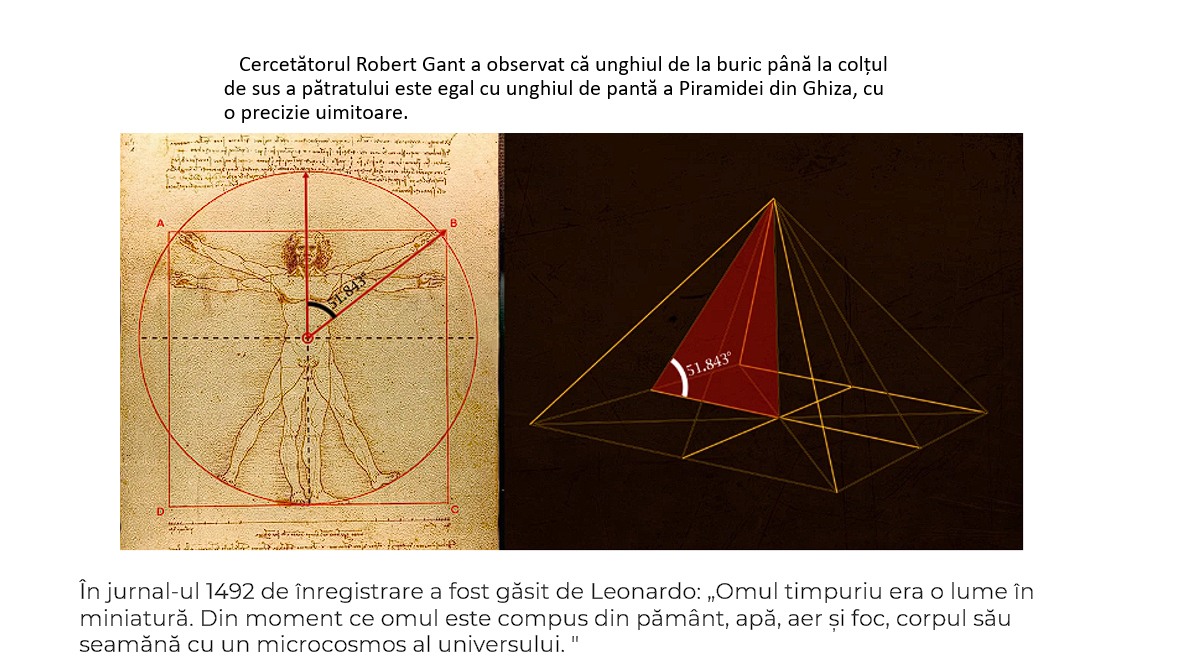 Cercetătorul Robert Gant a observat că unghiul de la buric până la colțul
de sus a pătratului este egal cu unghiul de pantă a Piramidei din Ghiza, cu
o precizie uimitoare.
A
B
51.843°
51.843°
D
C
În jurnal-ul 1492 de înregistrare a fost găsit de Leonardo: „Omul timpuriu era o lume în
miniatură. Din moment ce omul este compus din pământ, apă, aer și foc, corpul său
seamănă cu un microcosmos al universului. "